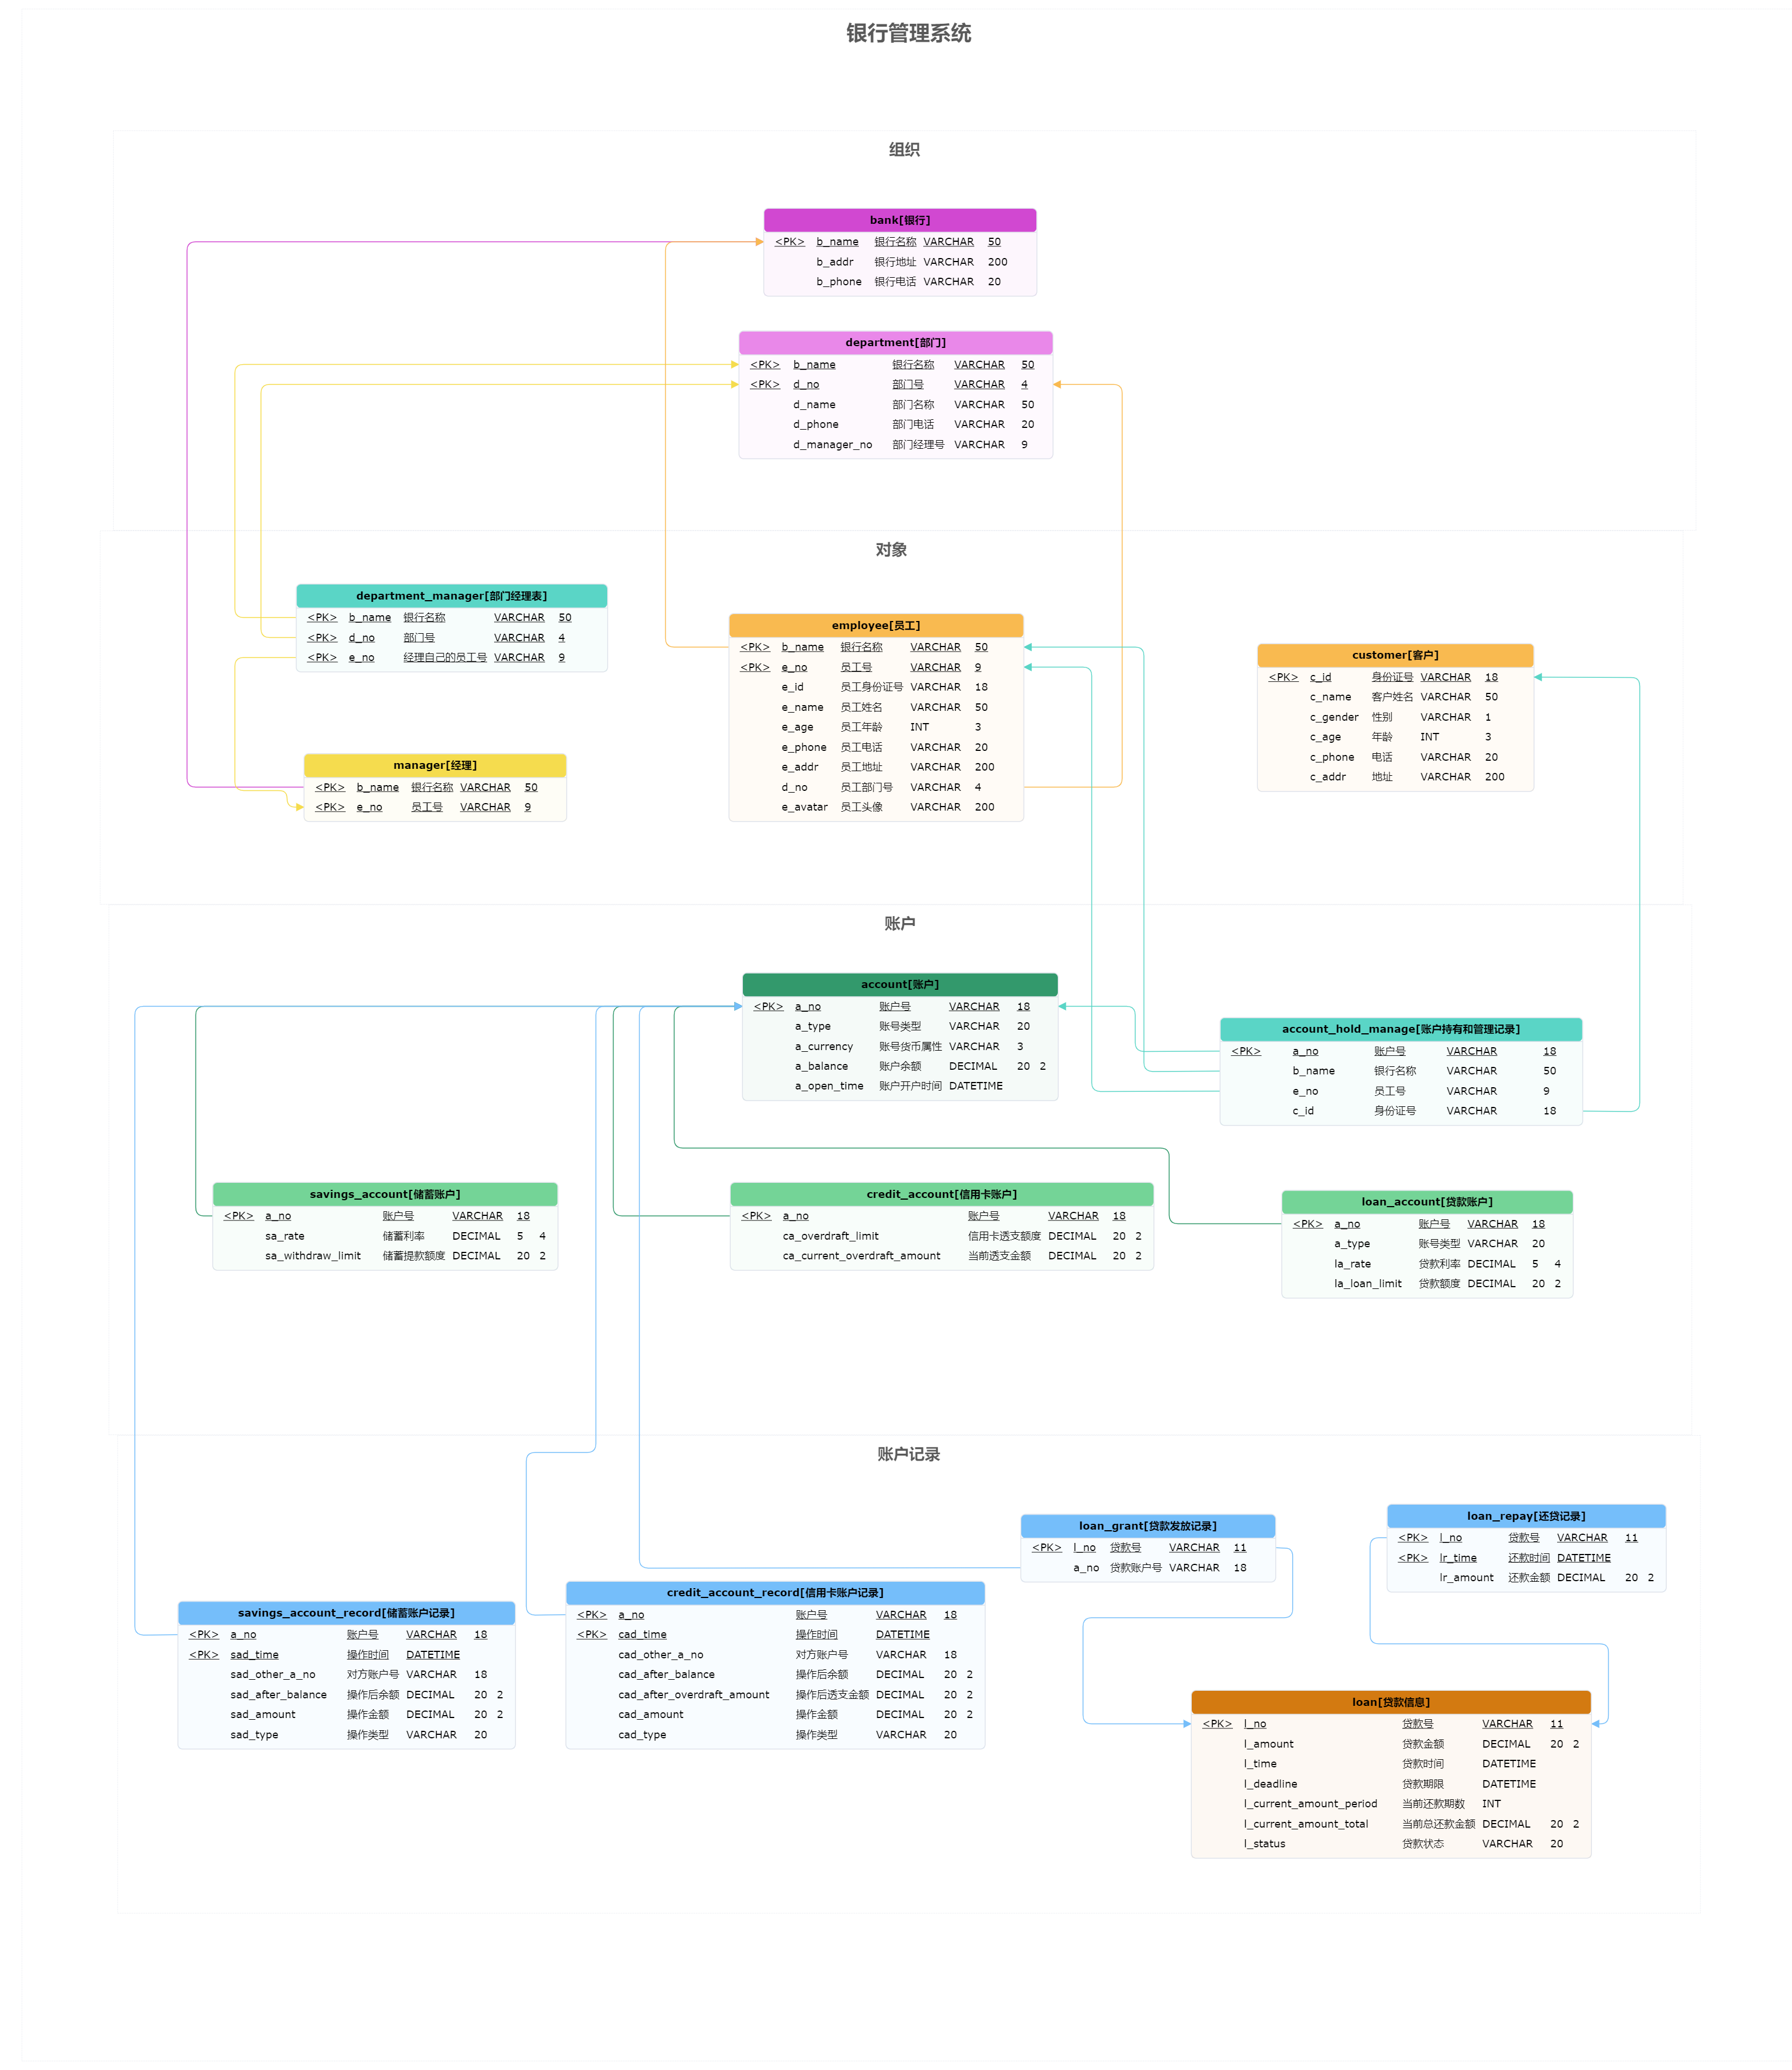 银行管理系统
组织
bank[银行]
<PK> b_name 银行名称 VARCHAR 50
b_addr 银行地址 VARCHAR 200
b_phone 银行电话 VARCHAR 20
department[部门]
<PK> b_name 银行名称 VARCHAR 50
<PK> d_no 部门号 VARCHAR 4
d_name 部门名称 VARCHAR 50
d_phone 部门电话 VARCHAR 20
d_manager_no 部门经理号 VARCHAR 9
对象
department_manager[部门经理表]
<PK> b_name 银行名称 VARCHAR 50
<PK> d_no 部门号 VARCHAR 4
<PK> e_no 经理自己的员工号 VARCHAR 9
manager[经理]
<PK> b_name 银行名称 VARCHAR 50
<PK> e_no 员工号 VARCHAR 9
employee[员工]
<PK> b_name 银行名称 VARCHAR 50
<PK> e_no 员工号 VARCHAR 9
e_id 员工身份证号 VARCHAR 18
e_name 员工姓名 VARCHAR 50
e_age 员工年龄 INT 3
e_phone 员工电话 VARCHAR 20
e_addr 员工地址 VARCHAR 200
d_no 员工部门号 VARCHAR 4
e_avatar 员工头像 VARCHAR 200
customer[客户]
<PK> c_id 身份证号 VARCHAR 18
c_name 客户姓名 VARCHAR 50
c_gender 性别 VARCHAR 1
c_age 年龄 INT 3
c_phone 电话 VARCHAR 20
c_addr 地址 VARCHAR 200
账户
account[账户]
<PK> a_no 账户号 VARCHAR 18
a_type 账号类型 VARCHAR 20
a_currency 账号货币属性 VARCHAR 3
a_balance 账户余额 DECIMAL 20 2
a_open_time 账户开户时间 DATETIME
account_hold_manage[账户持有和管理记录]
<PK> a_no 账户号 VARCHAR 18
b_name 银行名称 VARCHAR 50
e_no 员工号 VARCHAR 9
c_id 身份证号 VARCHAR 18
savings_account[储蓄账户]
<PK> a_no 账户号 VARCHAR 18
sa_rate 储蓄利率 DECIMAL 5 4
sa_withdraw_limit 储蓄提款额度 DECIMAL 20 2
credit_account[信用卡账户]
<PK> a_no 账户号 VARCHAR 18
ca_overdraft_limit 信用卡透支额度 DECIMAL 20 2
ca_current_overdraft_amount 当前透支金额 DECIMAL 20 2
loan_account[贷款账户]
<PK> a_no 账户号 VARCHAR 18
a_type 账号类型 VARCHAR 20
la_rate 贷款利率 DECIMAL 5 4
la_loan_limit 贷款额度 DECIMAL 20 2
账户记录
savings_account_record[储蓄账户记录]
<PK> a_no 账户号 VARCHAR 18
<PK> sad_time 操作时间 DATETIME
sad_other_a_no 对方账户号 VARCHAR 18
sad_after_balance 操作后余额 DECIMAL 20 2
sad_amount 操作金额 DECIMAL 20 2
sad_type 操作类型 VARCHAR 20
credit_account_record[信用卡账户记录]
<PK> a_no 账户号 VARCHAR 18
<PK> cad_time 操作时间 DATETIME
cad_other_a_no 对方账户号 VARCHAR 18
cad_after_balance 操作后余额 DECIMAL 20 2
cad_after_overdraft_amount 操作后透支金额 DECIMAL 20 2
cad_amount 操作金额 DECIMAL 20 2
cad_type 操作类型 VARCHAR 20
loan_grant[贷款发放记录]
<PK> l_no 贷款号 VARCHAR 11
a_no 贷款账户号 VARCHAR 18
loan_repay[还贷记录]
<PK> l_no 贷款号 VARCHAR 11
<PK> lr_time 还款时间 DATETIME
lr_amount 还款金额 DECIMAL 20 2
loan[贷款信息]
<PK> l_no 贷款号 VARCHAR 11
l_amount 贷款金额 DECIMAL 20 2
l_time 贷款时间 DATETIME
l_deadline 贷款期限 DATETIME
l_current_amount_period 当前还款期数 INT
l_current_amount_total 当前总还款金额 DECIMAL 20 2
l_status 贷款状态 VARCHAR 20